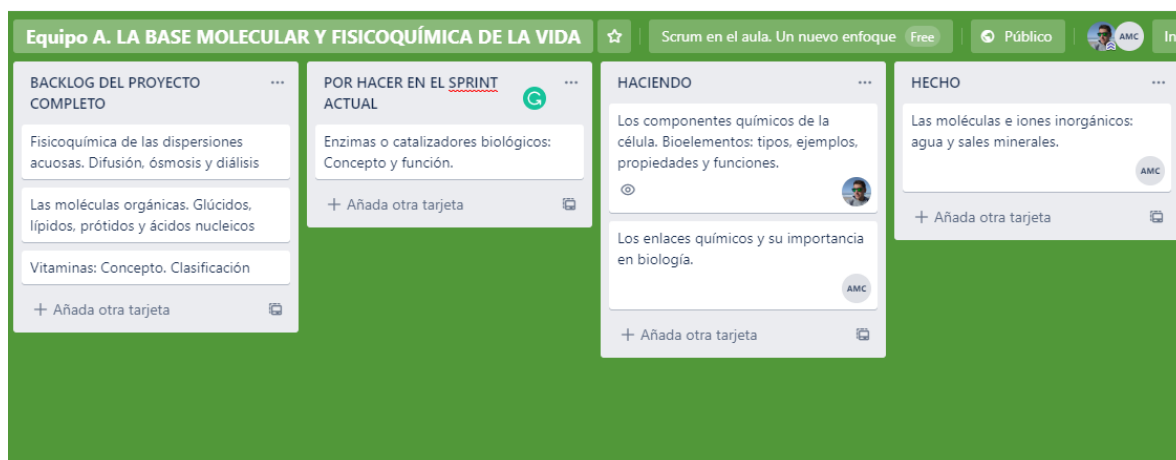 Equipo A. LA BASE MOLECULAR Y FISICOQUÍMICA DE LA VIDA
Scrum en el aula. Un nuevo enfoque Free
Público
AMC
In
BACKLOG DEL PROYECTO
COMPLETO
Fisicoquímica de las dispersiones
acuosas. Difusión, ósmosis y diálisis
Las moléculas orgánicas. Glúcidos,
lípidos, prótidos y ácidos nucleicos
Vitaminas: Concepto. Clasificación
+ Añada otra tarjeta
POR HACER EN EL SPRINT
ACTUAL
Enzimas o catalizadores biológicos:
Concepto y función.
+ Añada otra tarjeta
HACIENDO
Los componentes químicos de la
célula. Bioelementos: tipos, ejemplos,
propiedades y funciones.
Los enlaces químicos y su importancia
en biología.
AMC
+ Añada otra tarjeta
HECHO
Las moléculas e iones inorgánicos:
agua y sales minerales.
AMC
+ Añada otra tarjeta